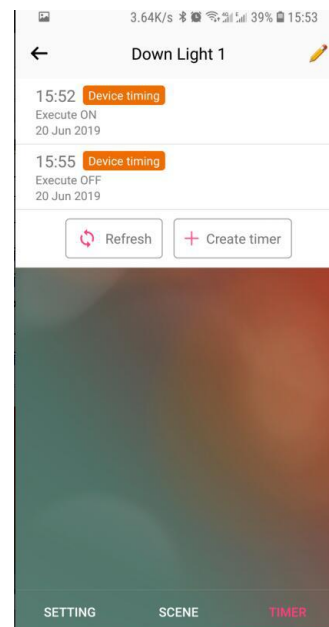 3.64K/s 39% 15:53
Down Light 1
15:52 Device timing
Execute ON
20 Jun 2019
15:55 Device timing
Execute OFF
20 Jun 2019
Refresh + Create timer
SETTING SCENE TIMER